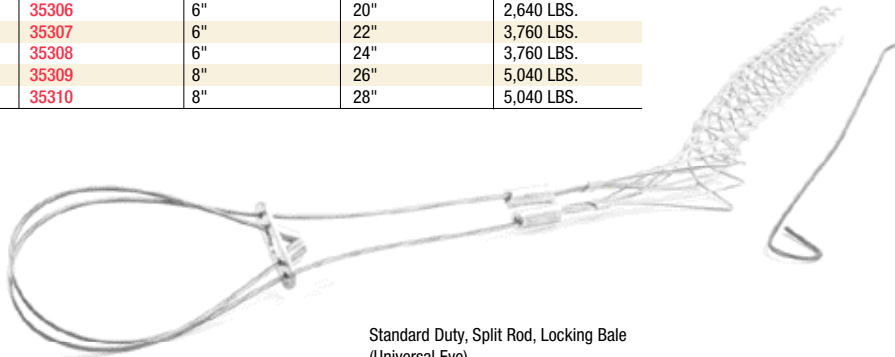 35306 6" 20" 2,640 LBS.
35307 6" 22" 3,760 LBS.
35308 6" 24" 3,760 LBS.
35309 8" 26" 5,040 LBS.
35310 8" 28" 5,040 LBS.
Standard Duty, Split Rod, Locking Bale
(Universal Eye)